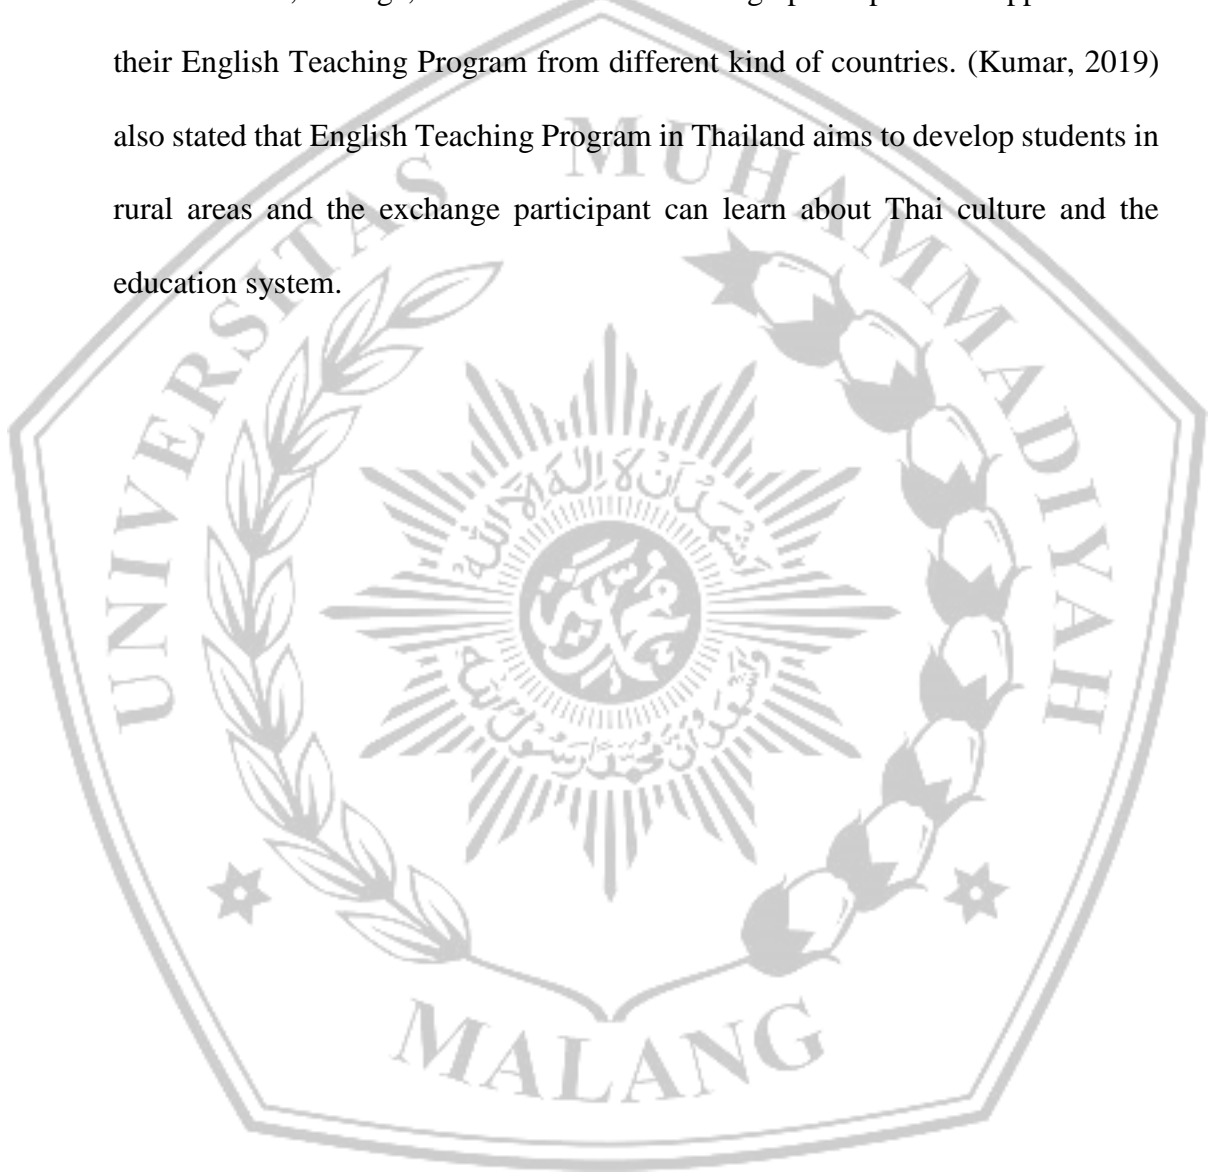 their English Teaching Program from different kind of countries. (Kumar, 2019)
also stated that English Teaching Program in Thailand aims to develop students in
rural areas and the exchange participant can learn about Thai culture and the
education system.
UNIVERSITAS MUHAMMADIYAH
MALANG